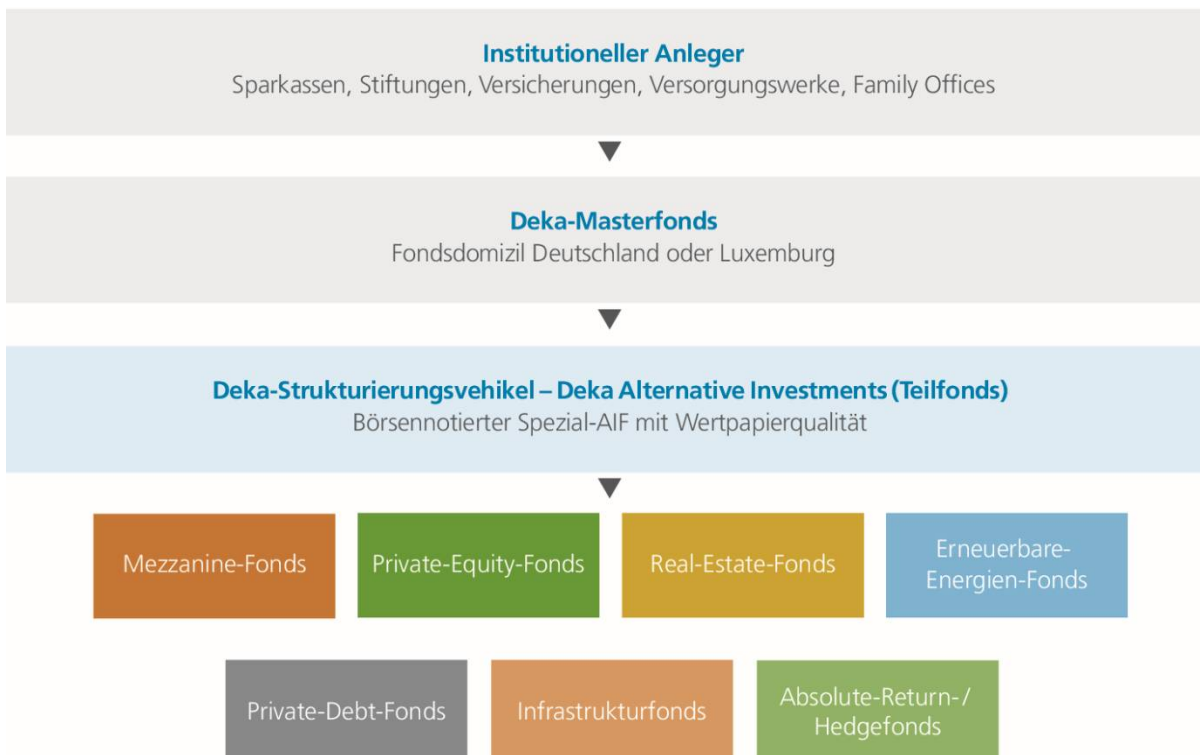 Institutioneller Anleger
Sparkassen, Stiftungen, Versicherungen, Versorgungswerke, Family Offices
Deka-Masterfonds
Fondsdomizil Deutschland oder Luxemburg
Deka-Strukturierungsvehikel – Deka Alternative Investments (Teilfonds)
Börsennotierter Spezial-AIF mit Wertpapierqualität
Mezzanine-Fonds
Private-Equity-Fonds
Real-Estate-Fonds
Erneuerbare-
Energien-Fonds
Private-Debt-Fonds
Infrastrukturfonds
Absolute-Return-/
Hedgefonds